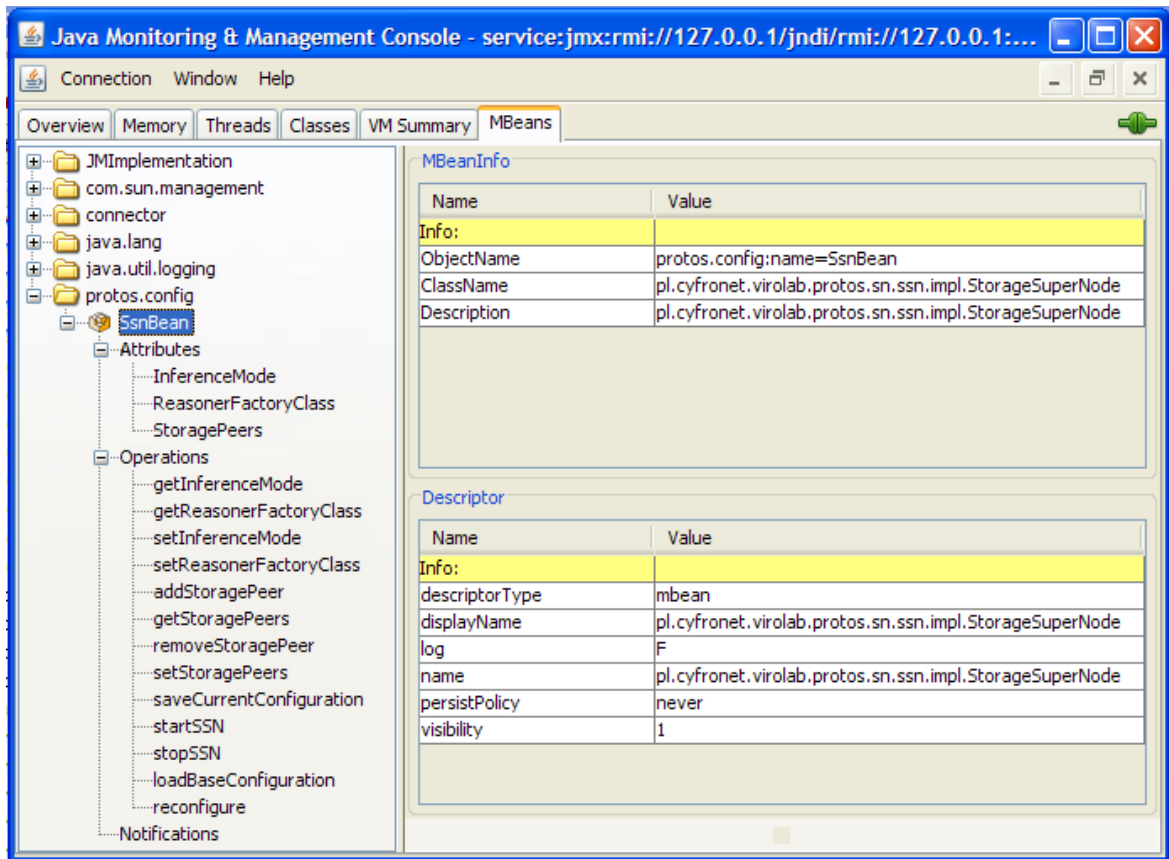 Java Monitoring & Management Console - service:jmx:rmi://127.0.0.1/jndi/rmi://127.0.0.1:...
Connection Window Help
Overview Memory Threads Classes VM Summary MBeans
JMImplementation
com.sun.management
connector
java.lang
java.util.logging
protos.config
SsnBean
Attributes
InferenceMode
ReasonerFactoryClass
StoragePeers
Operations
getInferenceMode
getReasonerFactoryClass
setInferenceMode
setReasonerFactoryClass
addStoragePeer
getStoragePeers
removeStoragePeer
setStoragePeers
saveCurrentConfiguration
startSSN
stopSSN
loadBaseConfiguration
reconfigure
Notifications
MBeanInfo
Name Value
Info:
ObjectName protos.config:name=SsnBean
ClassName pl.cyfronet.virolab.protos.sn.ssn.impl.StorageSuperNode
Description pl.cyfronet.virolab.protos.sn.ssn.impl.StorageSuperNode
Descriptor
Name Value
Info:
descriptorType mbean
displayName pl.cyfronet.virolab.protos.sn.ssn.impl.StorageSuperNode
log F
name pl.cyfronet.virolab.protos.sn.ssn.impl.StorageSuperNode
persistPolicy never
visibility 1